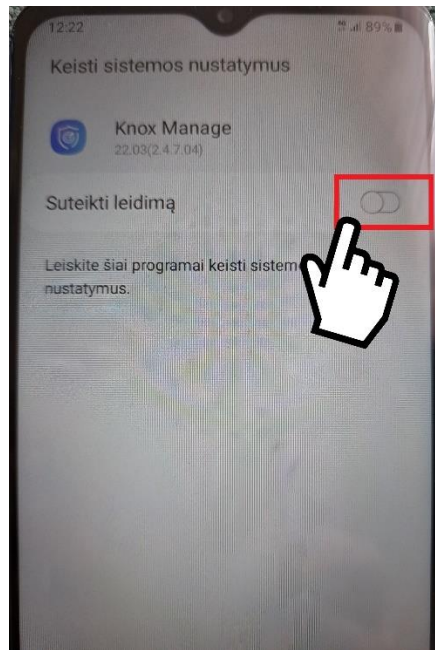 12:22 89%
Keisti sistemos nustatymus
Knox Manage
22.03(2.4.7.04)
Suteikti leidimą
Leiskite šiai programai keisti
nustatymus.